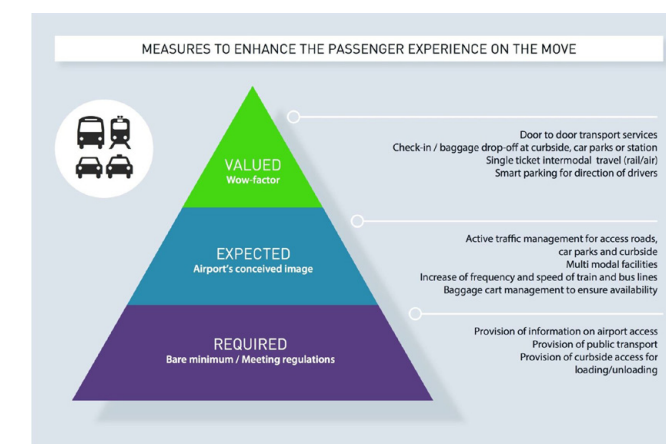 MEASURES TO ENHANCE THE PASSENGER EXPERIENCE ON THE MOVE
VALUED
Wow-factor
Door to door transport services
Check-in / baggage drop-off at curbside, car parks or station
Single ticket intermodal travel (rail/air)
Smart parking for direction of drivers
EXPECTED
Airport's conceived image
Active traffic management for access roads,
car parks and curbside
Multi modal facilities
Increase of frequency and speed of train and bus lines
Baggage cart management to ensure availability
REQUIRED
Bare minimum / Meeting regulations
Provision of information on airport access
Provision of public transport
Provision of curbside access for
loading/unloading